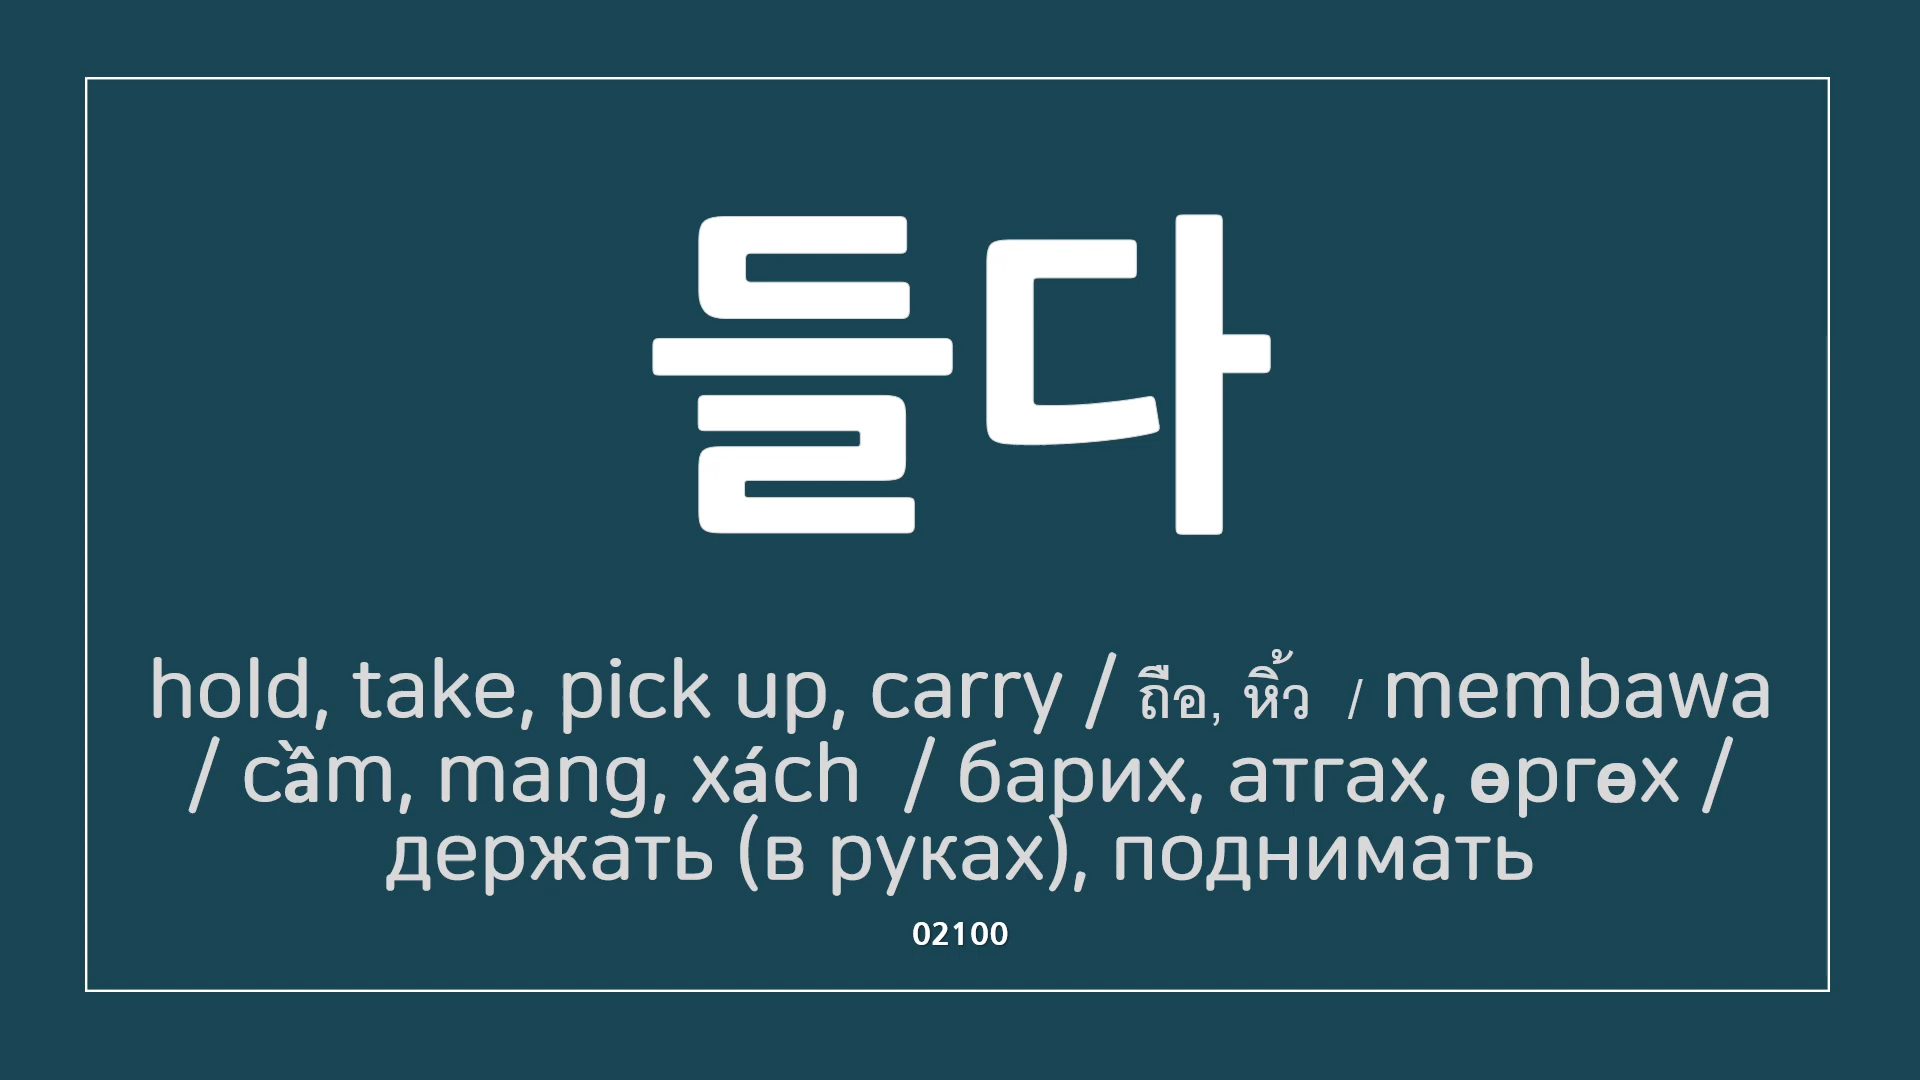 들다
hold, take, pick up, carry / ถือ, หิ้ว / membawa
/ cầm, mang, xách / барих, атгах, өргөх /
держать (в руках), поднимать
02100